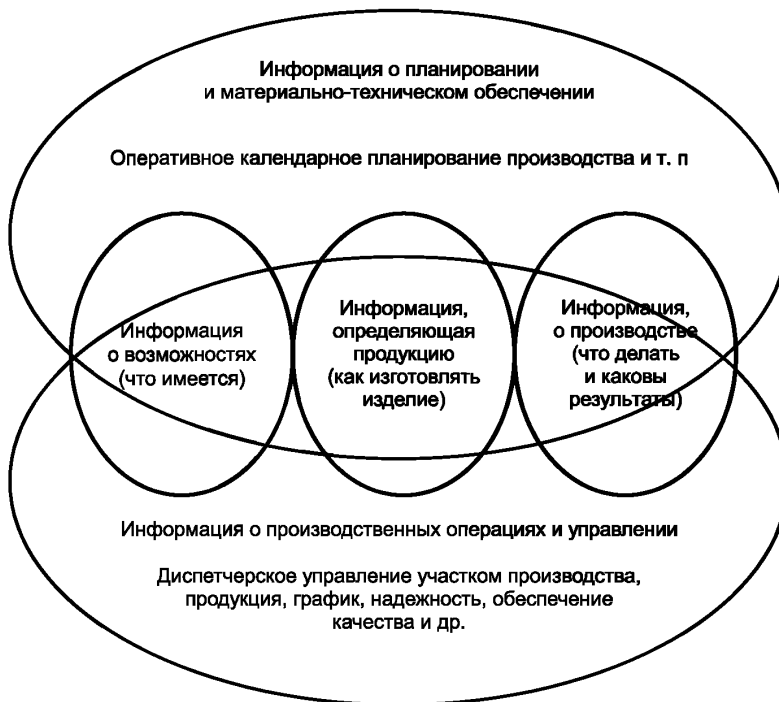 Информация о планировании
и материально-техническом обеспечении
Оперативное календарное планирование производства и т. п
Информация
о возможностях
(что имеется)
Информация,
определяющая
продукцию
(как изготовлять
изделие)
Информация,
о производстве
(что делать
и каковы
результаты)
Информация о производственных операциях и управлении
Диспетчерское управление участком производства,
продукция, график, надежность, обеспечение
качества и др.